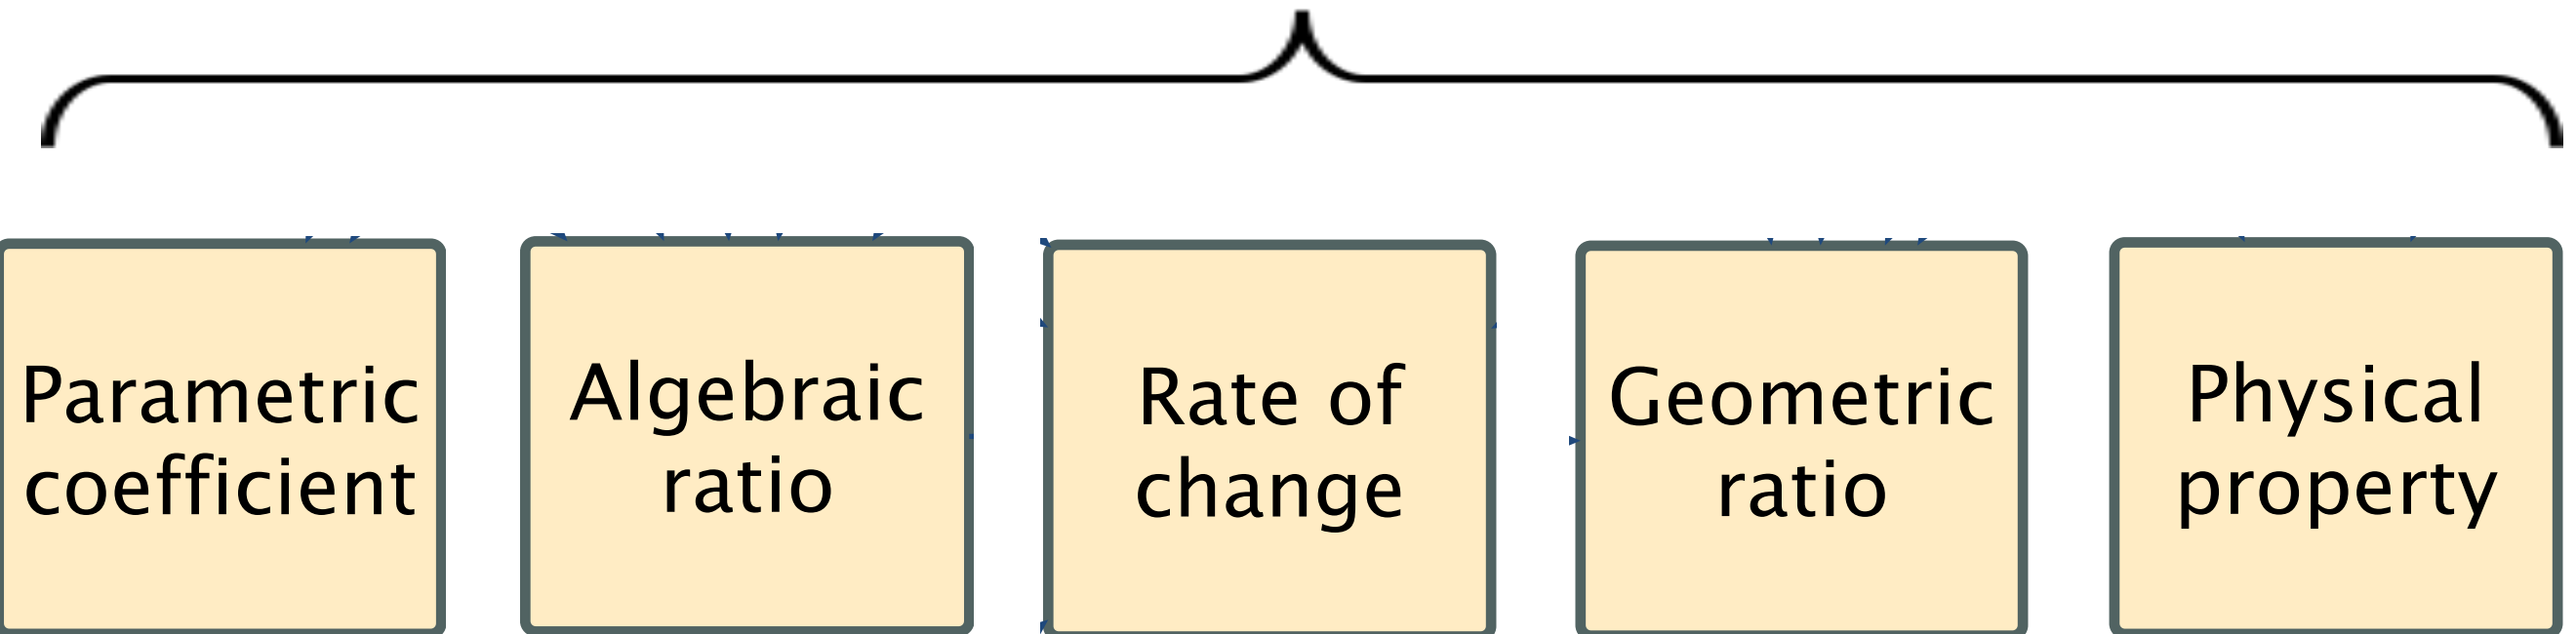 Parametric
coefficient
Algebraic
ratio
Rate of
change
Geometric
ratio
Physical
property